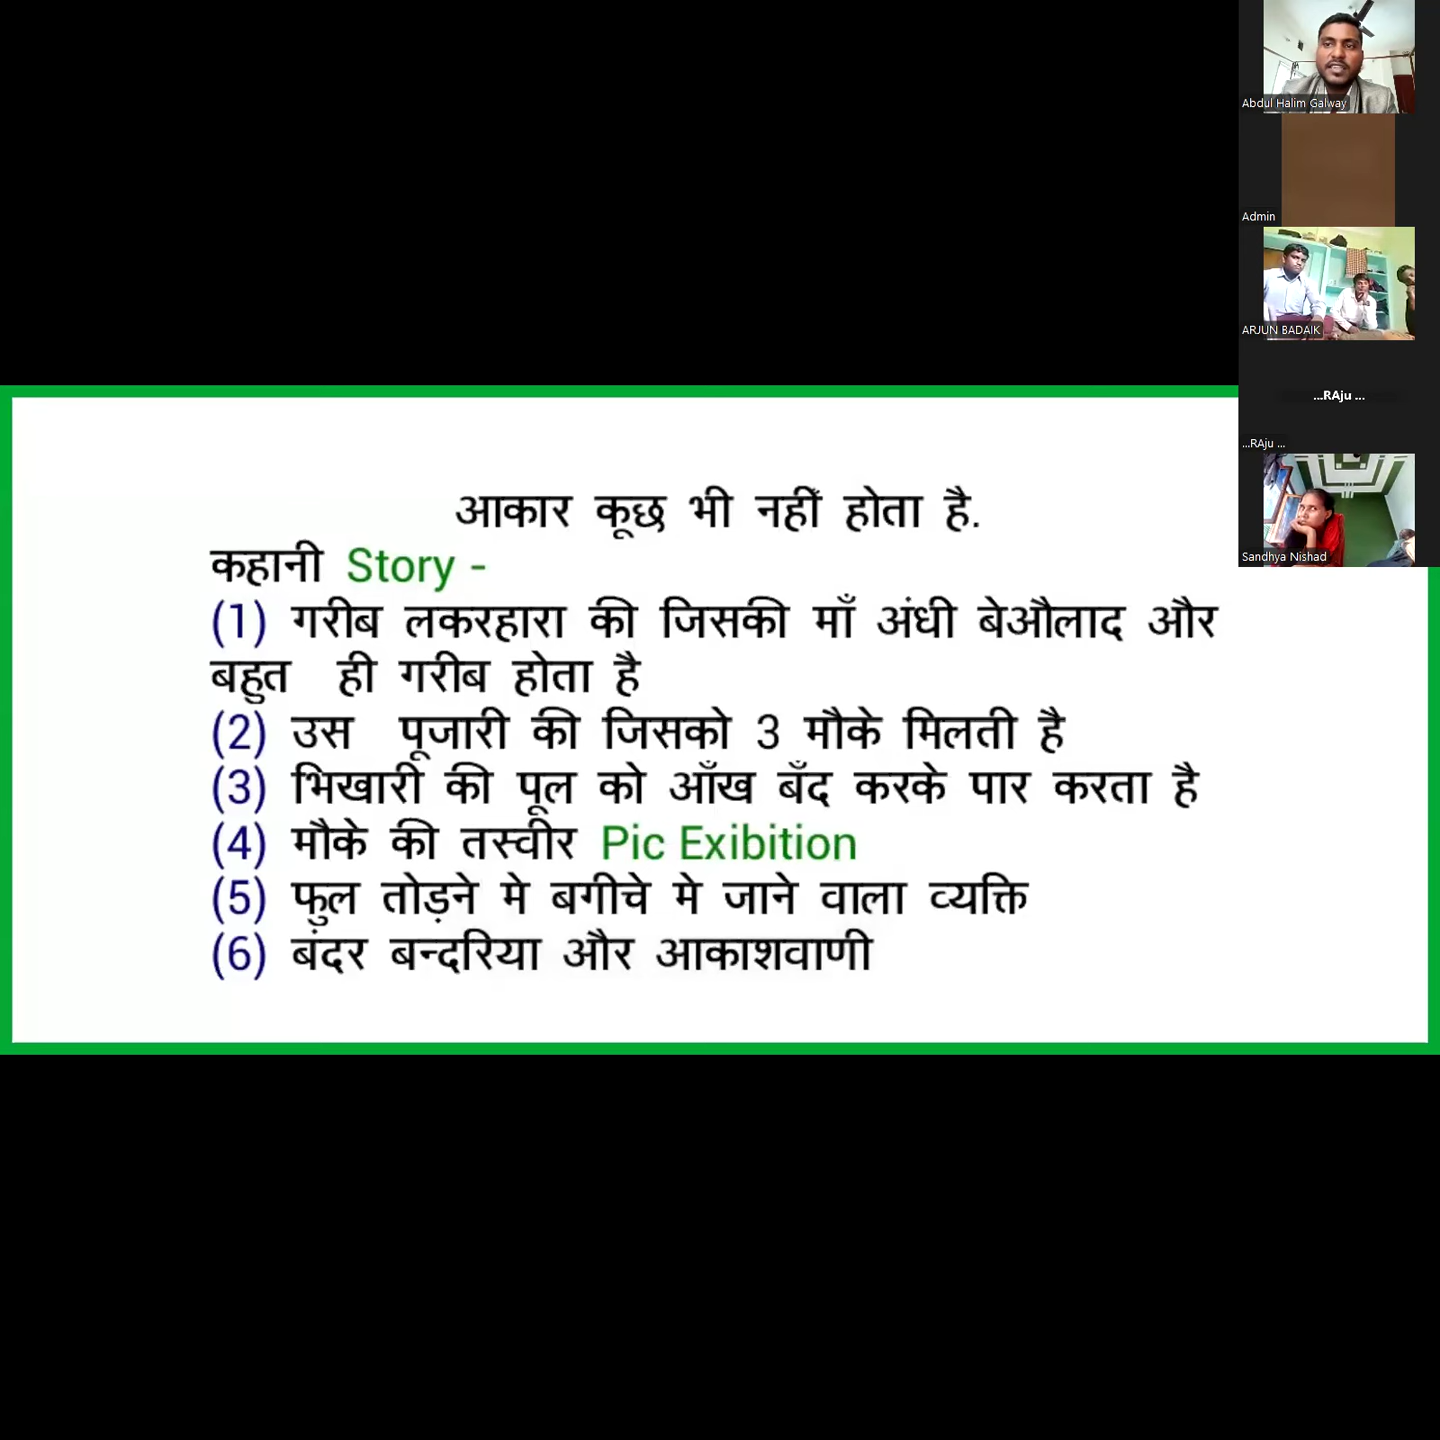 आकार कूछ भी नहीं होता है.
कहानी Story -
(1) गरीब लकरहारा की जिसकी माँ अंधी बेऔलाद और
बहुत ही गरीब होता है
(2) उस पूजारी की जिसको 3 मौके मिलती है
(3) भिखारी की पूल को आँख बँद करके पार करता है
(4) मौके की तस्वीर Pic Exibition
(5) फुल तोड़ने मे बगीचे मे जाने वाला व्यक्ति
(6) बंदर बन्दरिया और आकाशवाणी
Abdul Halim Galway
Admin
ARJUN BADAIK
...RAju ...
...RAju ...
Sandhya Nishad